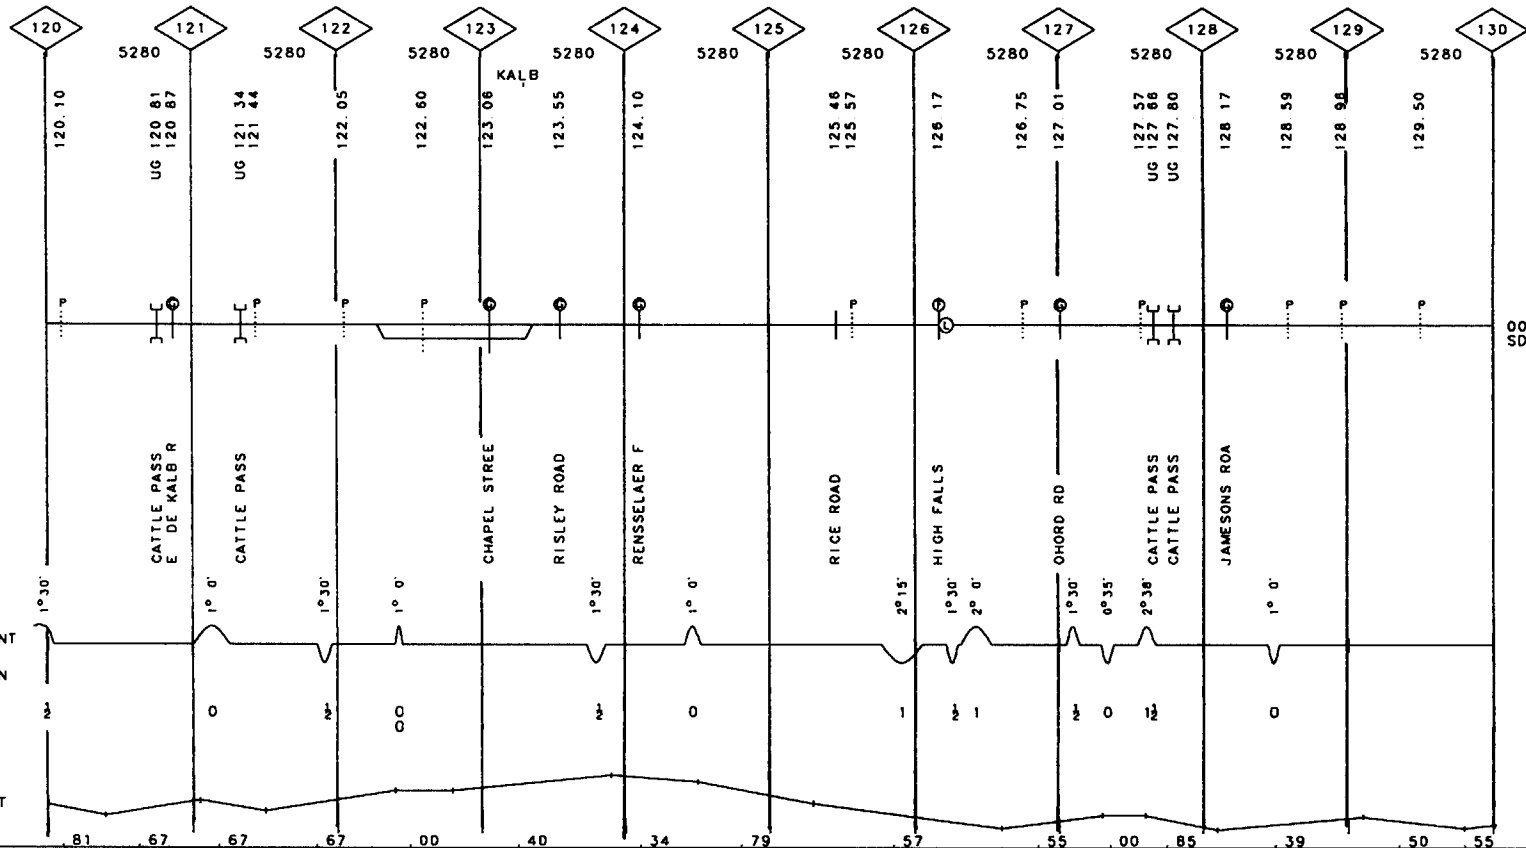 120 121 122 123 124 125 126 127 128 129 130
5280 5280 5280 5280 5280 5280 5280 5280 5280 5280
KALB
120.10
UG 120 81
120 87
UG 121 34
121 44
122.05
122.60
123.06
123.55
124.10
125 46
125 57
126.17
126.75
127 01
127 57
UG 127 66
UG 127.80
128 17
128 59
128 98
129.50
P G P P P G G G P P L P G P G P P P
OO
SD
CATTLE PASS
E DE KALB R
CATTLE PASS
CHAPEL STREE
RISLEY ROAD
RENSSELAER F
RICE ROAD
HIGH FALLS
OHORD RD
CATTLE PASS
CATTLE PASS
JAMESONS ROA
1°30' 1° 0' 1°30' 1° 0' 1°30' 1° 0' 2°15' 1°30' 2° 0' 1°30' 0°35' 2°38' 1° 0'
NT
N
½ 0 ½ 0 ½ 0 1 ½ 1 ½ 0 1½ 0
0
T
.81 .67 .67 .67 .00 .40 .34 .79 .57 .55 .00 .85 .39 .50 .55